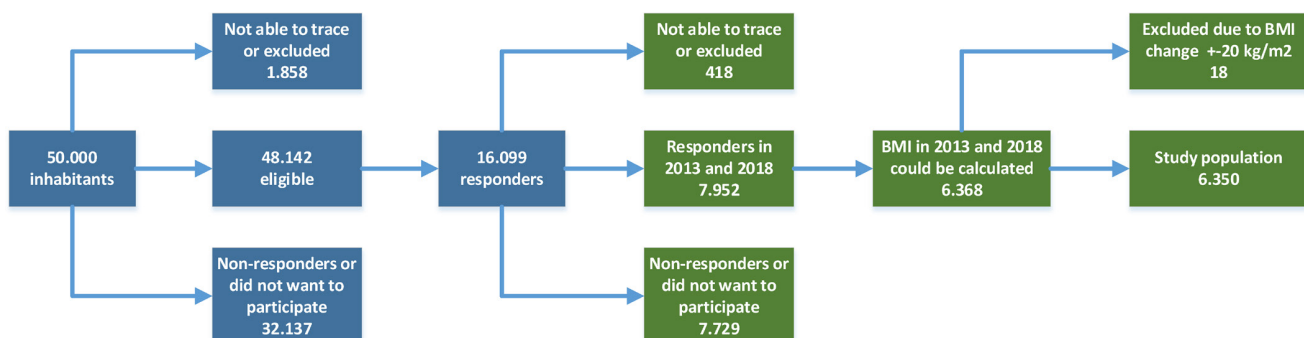 Not able to trace
or excluded
1.858
50.000
inhabitants
48.142
eligible
Non-responders or
did not want to
participate
32.137
16.099
responders
Not able to trace
or excluded
418
Responders in
2013 and 2018
7.952
Non-responders or
did not want to
participate
7.729
BMI in 2013 and 2018
could be calculated
6.368
Excluded due to BMI
change +-20 kg/m2
18
Study population
6.350